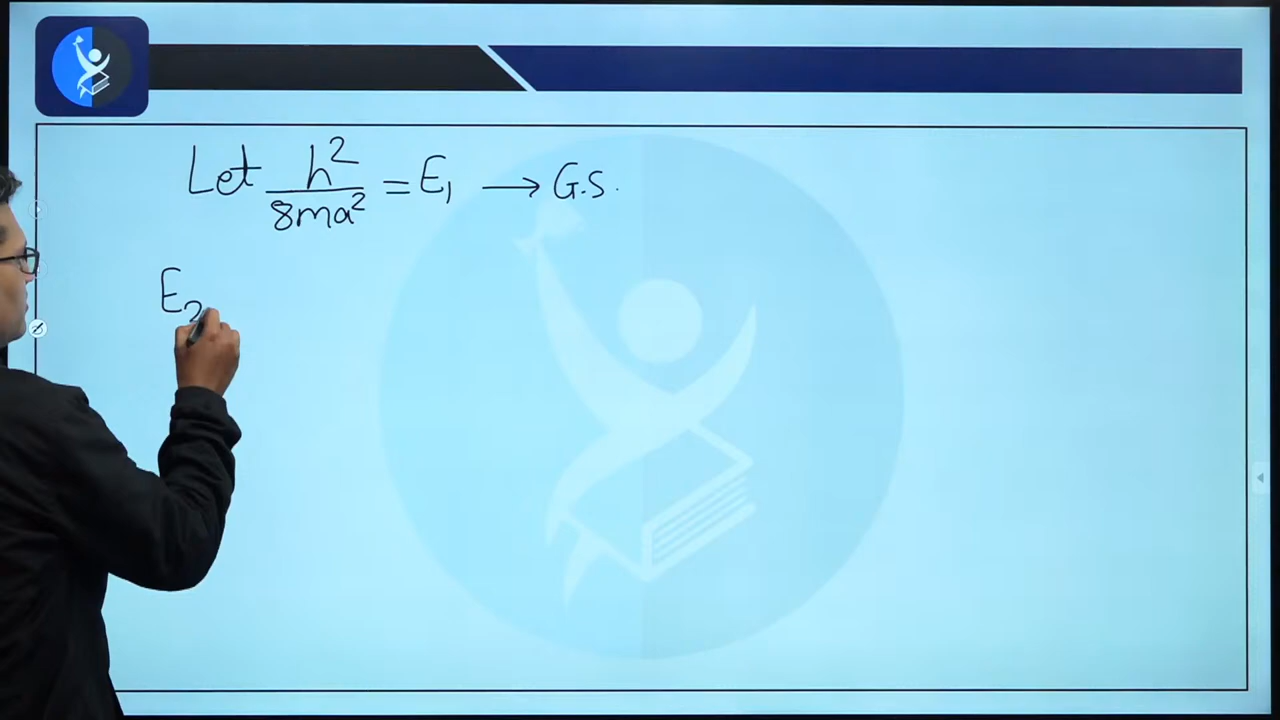 Let h²/8ma² = E₁ → G.S.
E₂